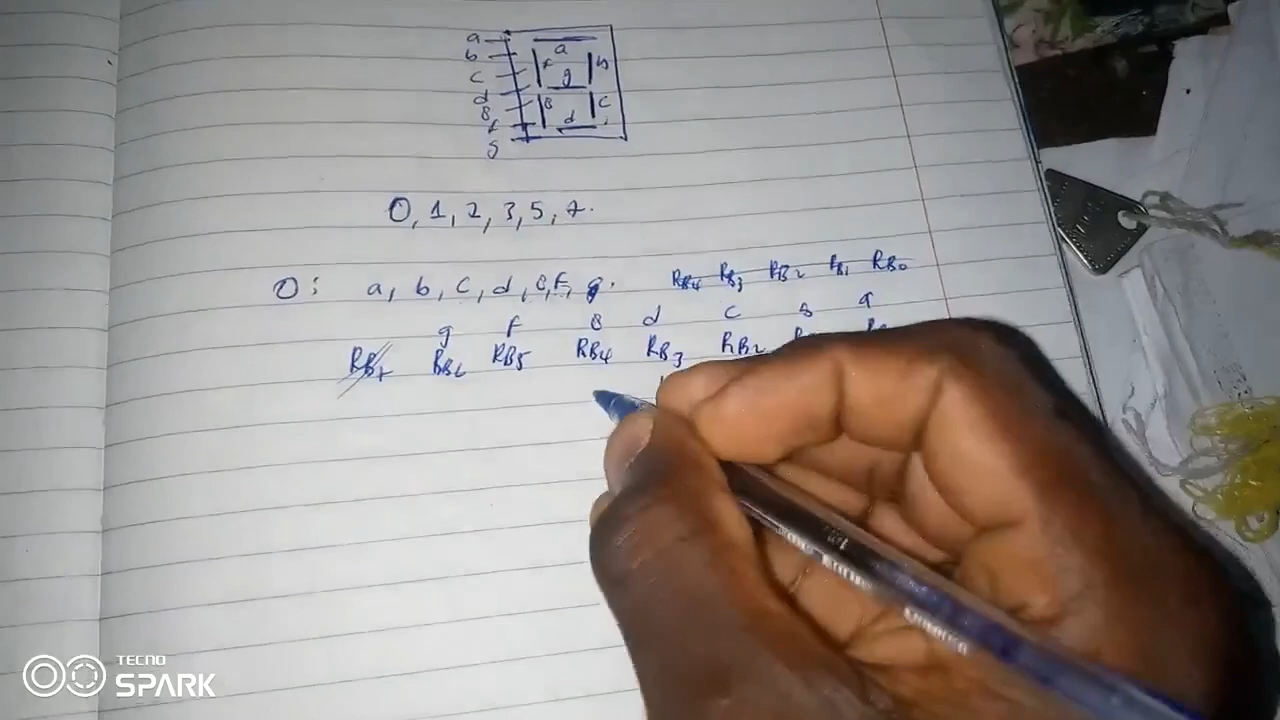 a
b
c
d
e
f
g
a
f b
g
e c
d
0, 1, 2, 3, 5, 7.
0: a, b, c, d, e, f, g. RB4 RB3 RB2 RB1 RB0
g f e d c b a
RB7 RB6 RB5 RB4 RB3 RB2
TECNO
SPARK